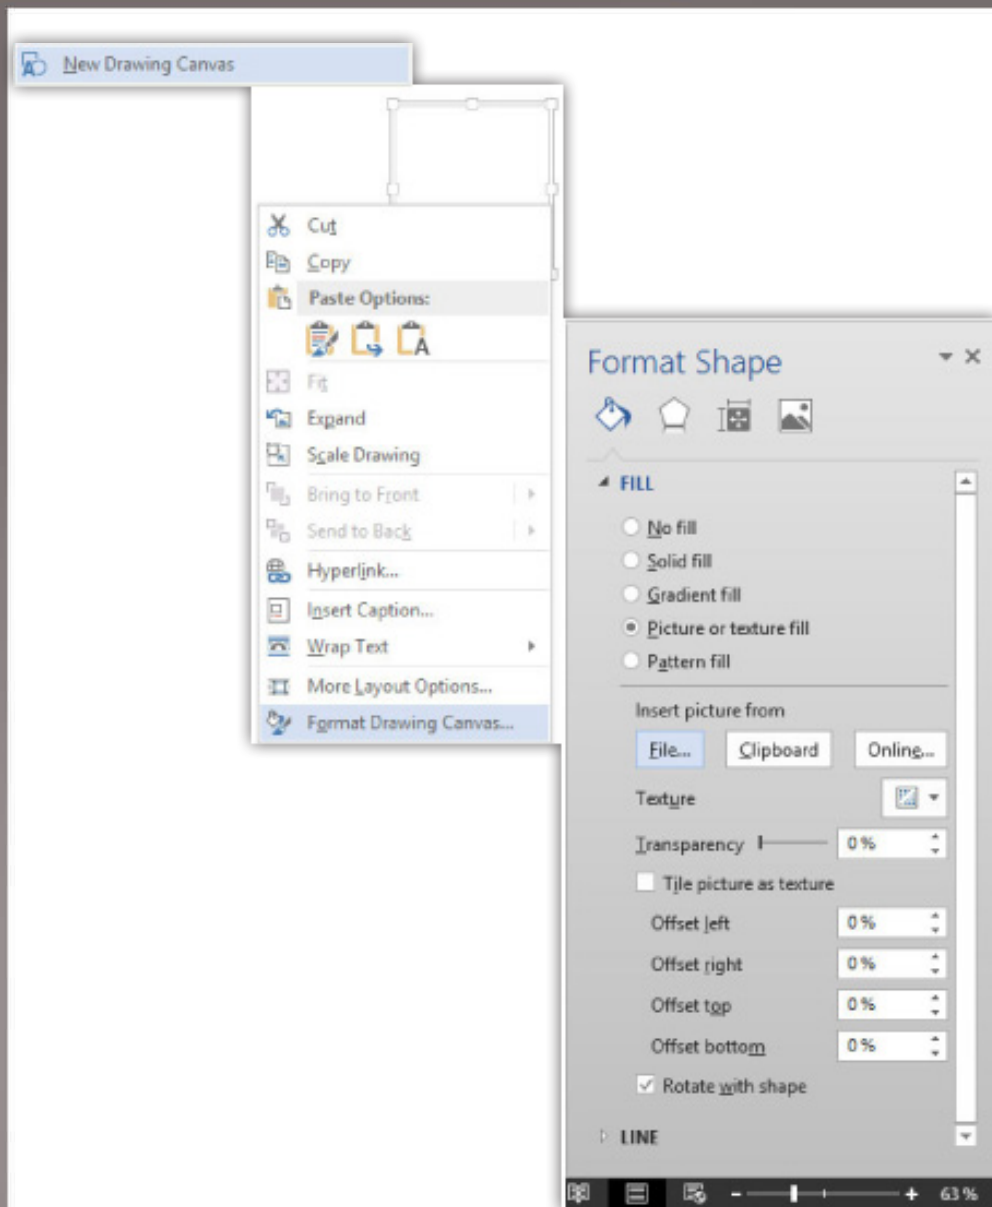 New Drawing Canvas
Cut
Copy
Paste Options:
A
Fit
Expand
Scale Drawing
Bring to Front
Send to Back
Hyperlink...
Insert Caption...
Wrap Text
More Layout Options...
Format Drawing Canvas...
Format Shape
FILL
No fill
Solid fill
Gradient fill
Picture or texture fill
Pattern fill
Insert picture from
File... Clipboard Online...
Texture
Transparency 0 %
Tile picture as texture
Offset left 0 %
Offset right 0 %
Offset top 0 %
Offset bottom 0 %
Rotate with shape
LINE
63 %